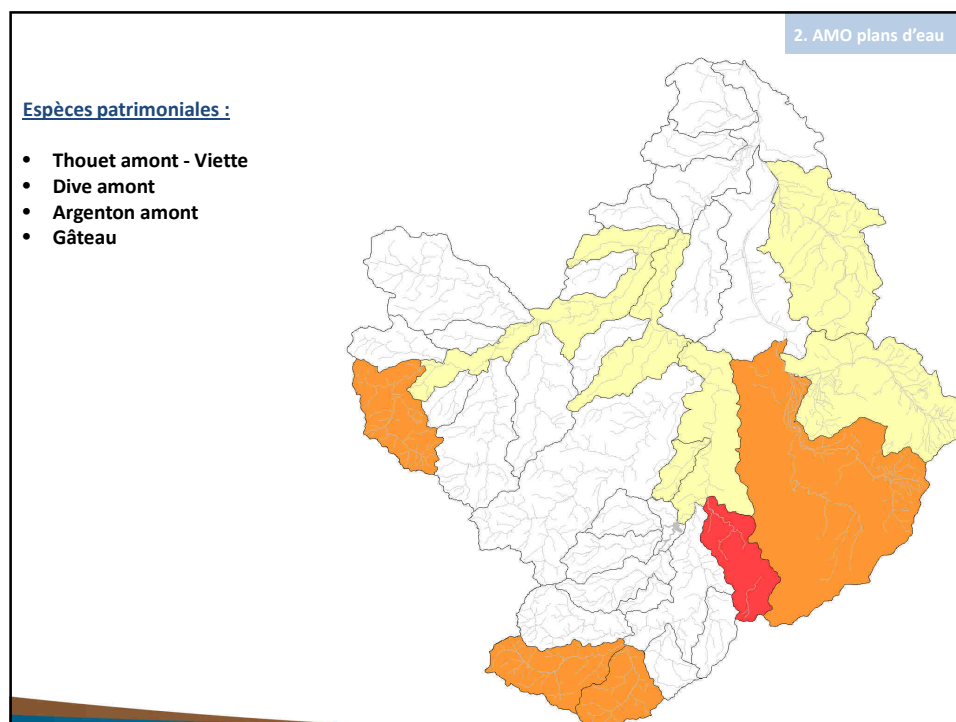 2. AMO plans d'eau
Espèces patrimoniales :
• Thouet amont - Viette
• Dive amont
• Argenton amont
• Gâteau